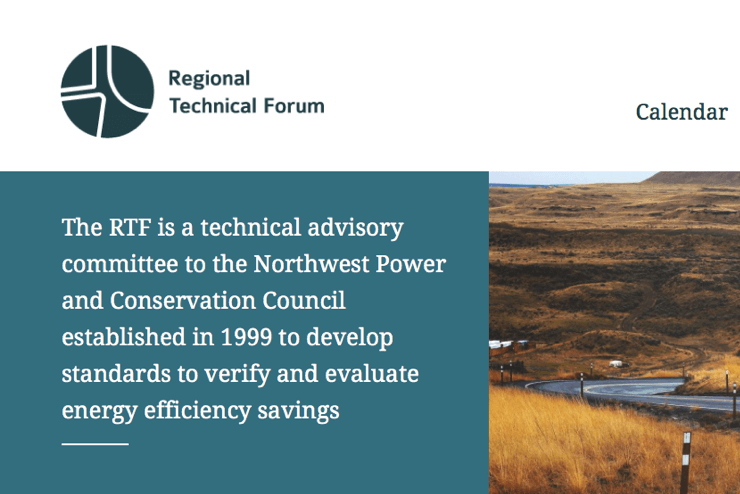 Regional
Technical Forum
Calendar
The RTF is a technical advisory
committee to the Northwest Power
and Conservation Council
established in 1999 to develop
standards to verify and evaluate
energy efficiency savings